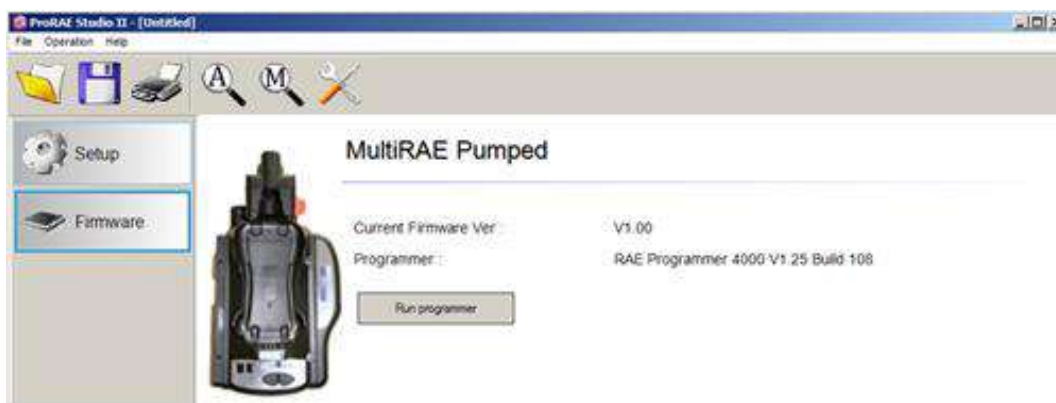 ProRAE Studio II - [Untitled]
File Operation Help
A M
Setup
Firmware
MultiRAE Pumped
Current Firmware Ver :
V1.00
Programmer :
RAE Programmer 4000 V1.25 Build 108
Run programmer